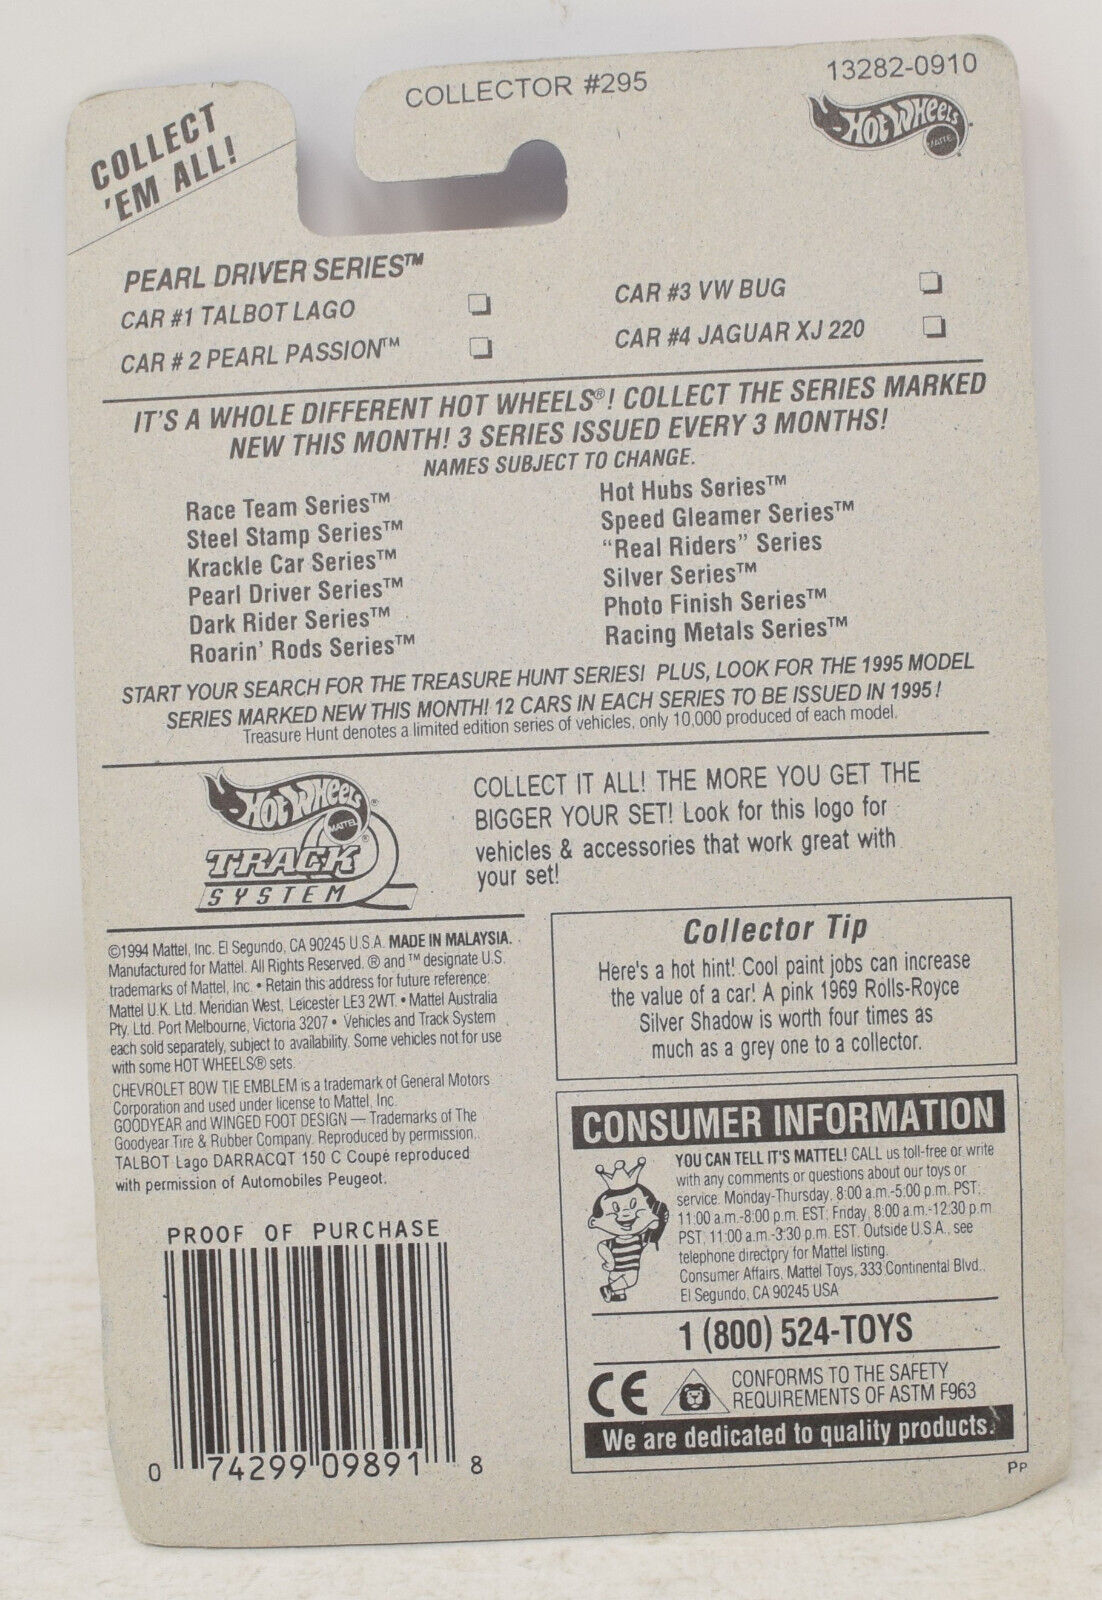 COLLECTOR #295
13282-0910
COLLECT
'EM ALL!
Hot Wheels
MATTEL
PEARL DRIVER SERIES™
CAR #1 TALBOT LAGO
CAR # 2 PEARL PASSION™
CAR #3 VW BUG
CAR #4 JAGUAR XJ 220
IT'S A WHOLE DIFFERENT HOT WHEELS®! COLLECT THE SERIES MARKED
NEW THIS MONTH! 3 SERIES ISSUED EVERY 3 MONTHS!
NAMES SUBJECT TO CHANGE.
Race Team Series™
Steel Stamp Series™
Krackle Car Series™
Pearl Driver Series™
Dark Rider Series™
Roarin' Rods Series™
Hot Hubs Series™
Speed Gleamer Series™
“Real Riders” Series
Silver Series™
Photo Finish Series™
Racing Metals Series™
START YOUR SEARCH FOR THE TREASURE HUNT SERIES! PLUS, LOOK FOR THE 1995 MODEL
SERIES MARKED NEW THIS MONTH! 12 CARS IN EACH SERIES TO BE ISSUED IN 1995!
Treasure Hunt denotes a limited edition series of vehicles, only 10,000 produced of each model.
Hot Wheels®
MATTEL®
TRACK
SYSTEM
COLLECT IT ALL! THE MORE YOU GET THE
BIGGER YOUR SET! Look for this logo for
vehicles & accessories that work great with
your set!
©1994 Mattel, Inc. El Segundo, CA 90245 U.S.A. MADE IN MALAYSIA.
Manufactured for Mattel. All Rights Reserved. ® and ™ designate U.S.
trademarks of Mattel, Inc. • Retain this address for future reference:
Mattel U.K. Ltd. Meridian West, Leicester LE3 2WT. • Mattel Australia
Pty. Ltd. Port Melbourne, Victoria 3207 • Vehicles and Track System
each sold separately, subject to availability. Some vehicles not for use
with some HOT WHEELS® sets.
CHEVROLET BOW TIE EMBLEM is a trademark of General Motors
Corporation and used under license to Mattel, Inc.
GOODYEAR and WINGED FOOT DESIGN — Trademarks of The
Goodyear Tire & Rubber Company. Reproduced by permission.
TALBOT Lago DARRACQT 150 C Coupé reproduced
with permission of Automobiles Peugeot.
Collector Tip
Here's a hot hint! Cool paint jobs can increase
the value of a car! A pink 1969 Rolls-Royce
Silver Shadow is worth four times as
much as a grey one to a collector.
CONSUMER INFORMATION
YOU CAN TELL IT'S MATTEL! CALL us toll-free or write
with any comments or questions about our toys or
service. Monday-Thursday, 8:00 a.m.-5:00 p.m. PST;
11:00 a.m.-8:00 p.m. EST; Friday, 8:00 a.m.-12:30 p.m.
PST; 11:00 a.m.-3:30 p.m. EST. Outside U.S.A., see
telephone directory for Mattel listing.
Consumer Affairs, Mattel Toys, 333 Continental Blvd.,
El Segundo, CA 90245 USA
1 (800) 524-TOYS
CE
CONFORMS TO THE SAFETY
REQUIREMENTS OF ASTM F963
We are dedicated to quality products.
PP
PROOF OF PURCHASE
0 74299 09891 8